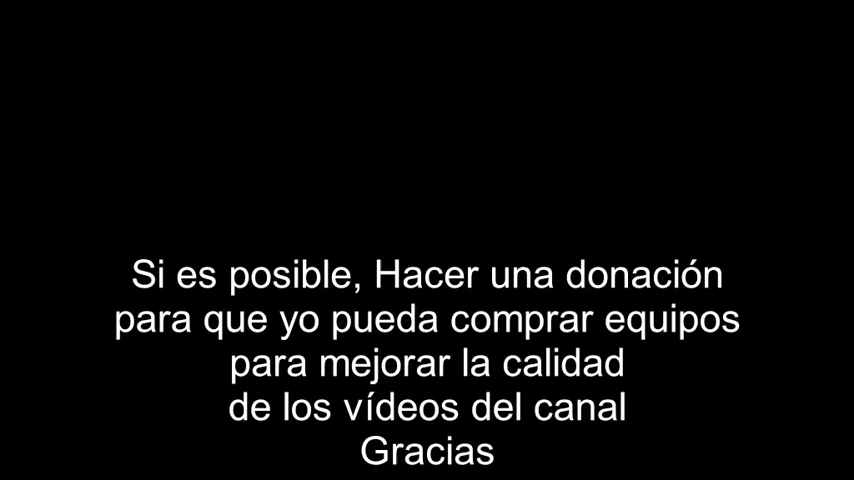 Si es posible, Hacer una donación
para que yo pueda comprar equipos
para mejorar la calidad
de los vídeos del canal
Gracias